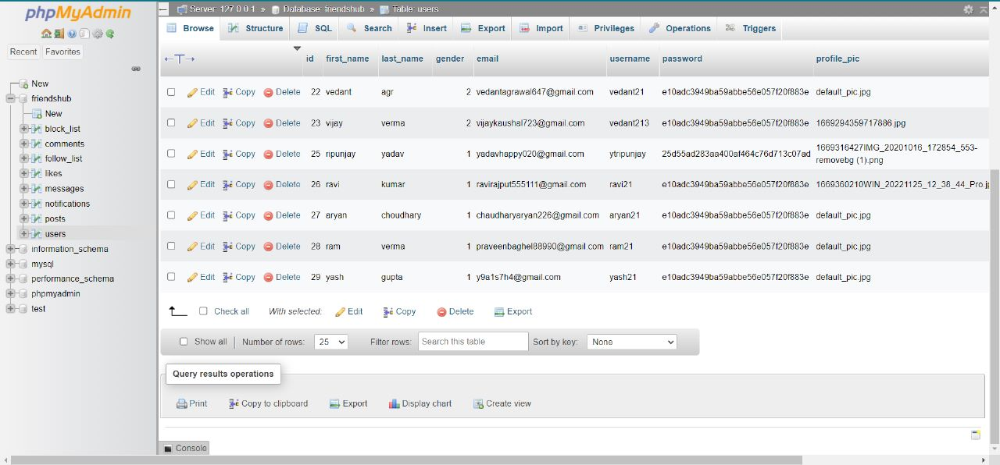 phpMyAdmin
Recent Favorites
New
friendshub
New
block_list
comments
follow_list
likes
messages
notifications
posts
users
information_schema
mysql
performance_schema
phpmyadmin
test
Server: 127.0.0.1 » Database: friendshub » Table: users
Browse Structure SQL Search Insert Export Import Privileges Operations Triggers
←T→ id first_name last_name gender email username password profile_pic
Edit Copy Delete 22 vedant agr 2 vedantagrawal647@gmail.com vedant21 e10adc3949ba59abbe56e057f20f883e default_pic.jpg
Edit Copy Delete 23 vijay verma 2 vijaykaushal723@gmail.com vedant213 e10adc3949ba59abbe56e057f20f883e 1669294359717886.jpg
Edit Copy Delete 25 ripunjay yadav 1 yadavhappy020@gmail.com ytripunjay 25d55ad283aa400af464c76d713c07ad 1669316427IMG_20201016_172854_553-
removebg (1).png
Edit Copy Delete 26 ravi kumar 1 ravirajput555111@gmail.com ravi21 e10adc3949ba59abbe56e057f20f883e 1669360210WIN_20221125_12_38_44_Pro.jp
Edit Copy Delete 27 aryan choudhary 1 chaudharyaryan226@gmail.com aryan21 e10adc3949ba59abbe56e057f20f883e default_pic.jpg
Edit Copy Delete 28 ram verma 1 praveenbaghel88990@gmail.com ram21 e10adc3949ba59abbe56e057f20f883e default_pic.jpg
Edit Copy Delete 29 yash gupta 1 y9a1s7h4@gmail.com yash21 e10adc3949ba59abbe56e057f20f883e default_pic.jpg
Check all With selected: Edit Copy Delete Export
Show all Number of rows: 25 Filter rows: Search this table Sort by key: None
Query results operations
Print Copy to clipboard Export Display chart Create view
Console